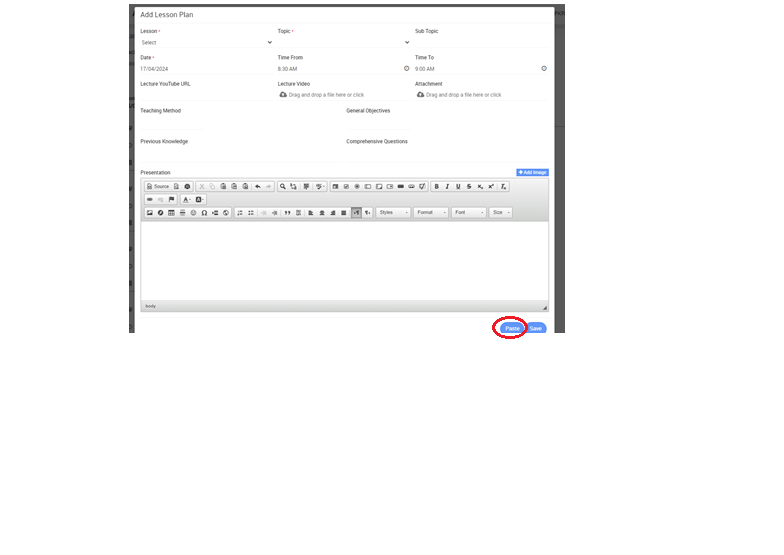 Add Lesson Plan
Lesson * Topic * Sub Topic
Select
Date * Time From Time To
17/04/2024 8:30 AM 9:00 AM
Lecture YouTube URL Lecture Video Attachment
Drag and drop a file here or click Drag and drop a file here or click
Teaching Method General Objectives
Previous Knowledge Comprehensive Questions
Presentation + Add Image
Source B I U S x₂ x² Tx
A A
Ω Styles Format Font Size
body
Paste Save